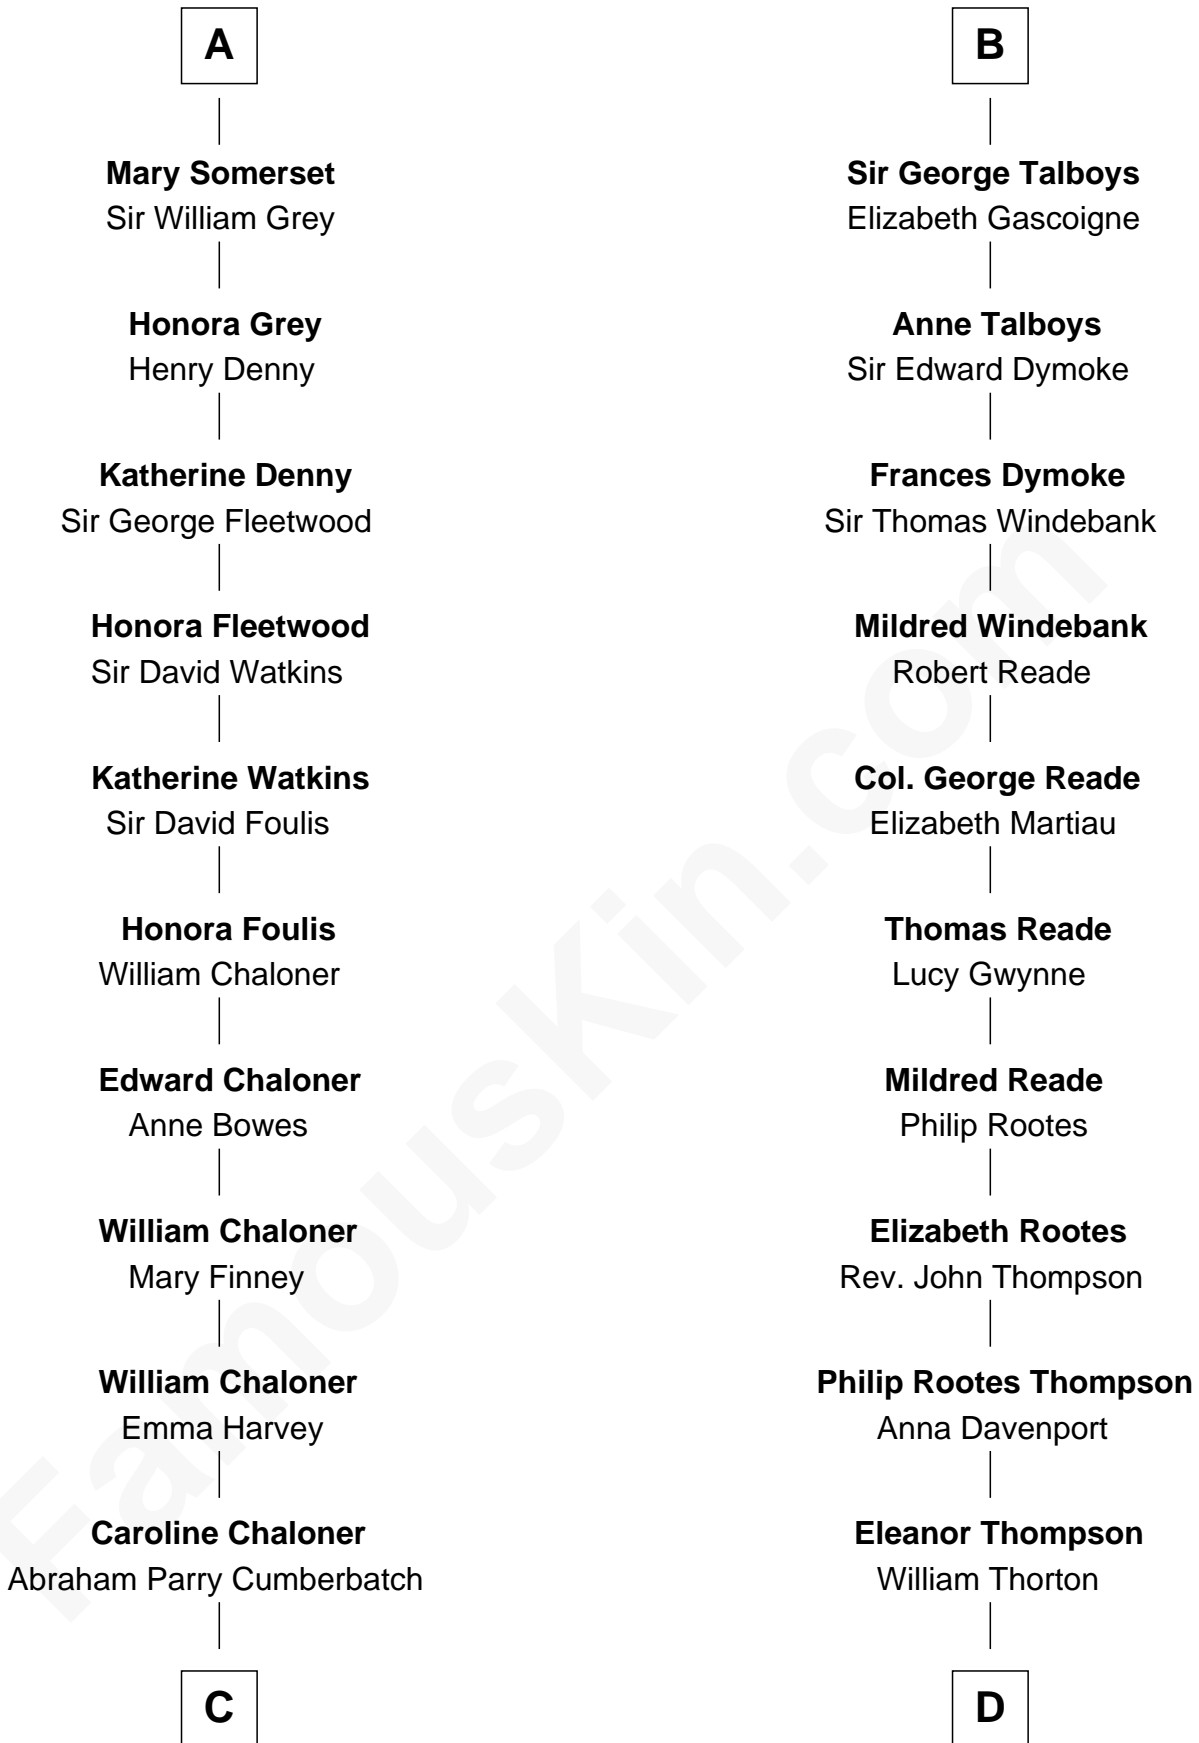 A
Mary Somerset
Sir William Grey
Honora Grey
Henry Denny
Katherine Denny
Sir George Fleetwood
Honora Fleetwood
Sir David Watkins
Katherine Watkins
Sir David Foulis
Honora Foulis
William Chaloner
Edward Chaloner
Anne Bowes
William Chaloner
Mary Finney
William Chaloner
Emma Harvey
Caroline Chaloner
Abraham Parry Cumberbatch
C
B
Sir George Talboys
Elizabeth Gascoigne
Anne Talboys
Sir Edward Dymoke
Frances Dymoke
Sir Thomas Windebank
Mildred Windebank
Robert Reade
Col. George Reade
Elizabeth Martiau
Thomas Reade
Lucy Gwynne
Mildred Reade
Philip Rootes
Elizabeth Rootes
Rev. John Thompson
Philip Rootes Thompson
Anna Davenport
Eleanor Thompson
William Thorton
D
FamousKin.com